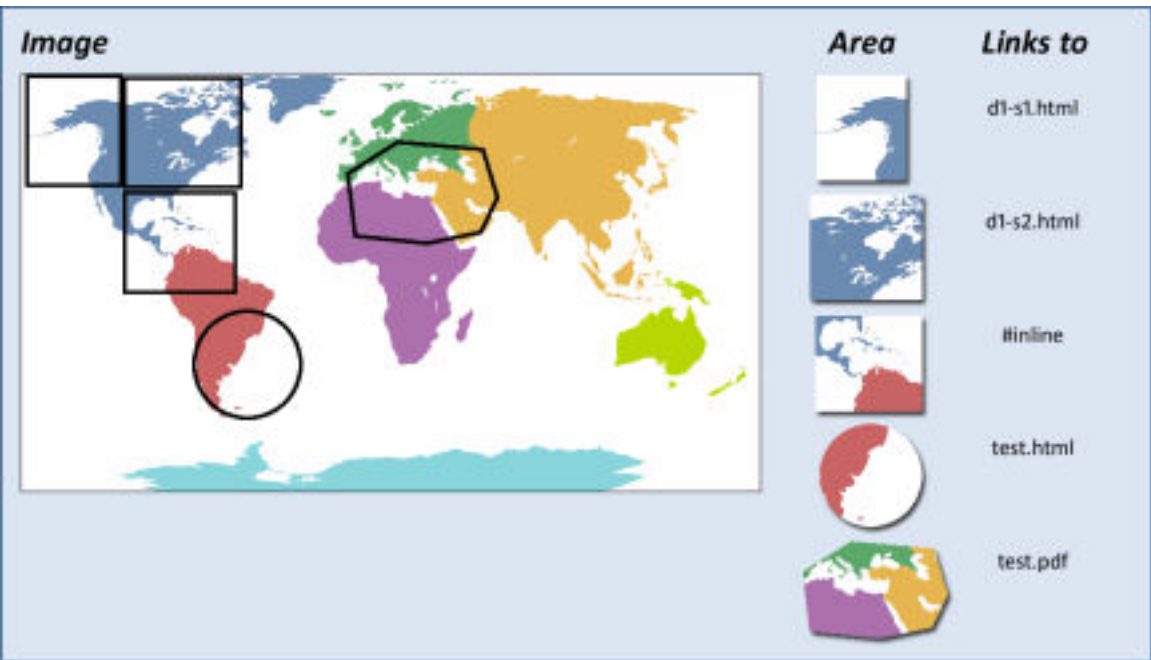 Image
Area
Links to
d1-s1.html
d1-s2.html
#inline
test.html
test.pdf